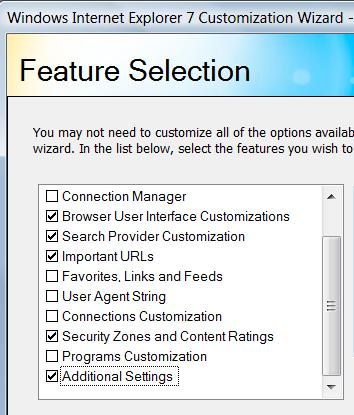 Windows Internet Explorer 7 Customization Wizard -
Feature Selection
You may not need to customize all of the options availab
wizard. In the list below, select the features you wish to
Connection Manager
Browser User Interface Customizations
Search Provider Customization
Important URLs
Favorites, Links and Feeds
User Agent String
Connections Customization
Security Zones and Content Ratings
Programs Customization
Additional Settings